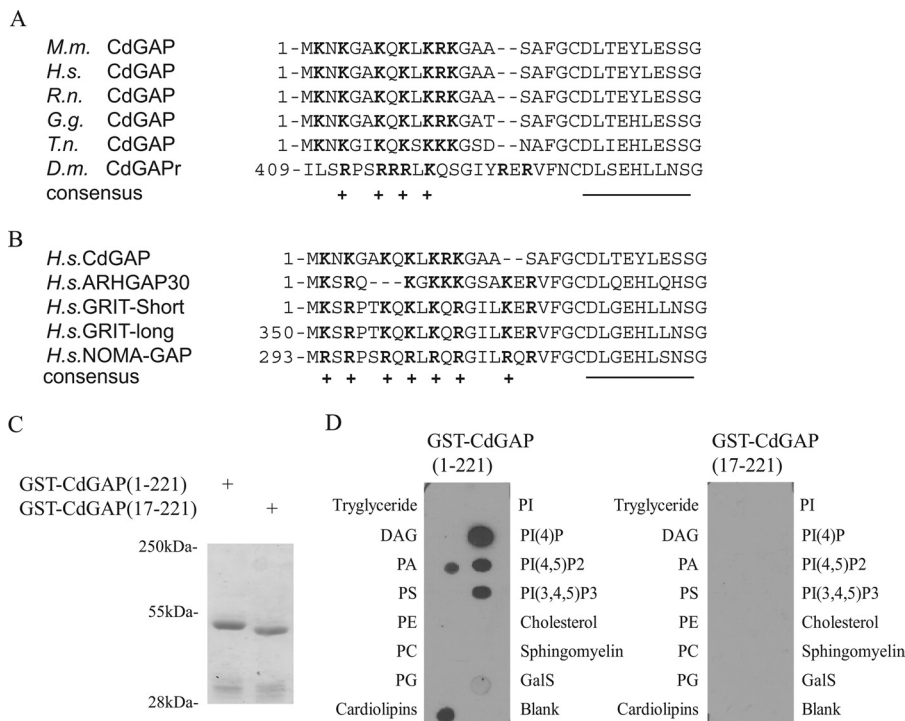 A
M.m. CdGAP 1-MKNKGAKQKLKRKGAA--SAFGCDLTEYLESSG
H.s. CdGAP 1-MKNKGAKQKLKRKGAA--SAFGCDLTEYLESSG
R.n. CdGAP 1-MKNKGAKQKLKRKGAA--SAFGCDLTEYLESSG
G.g. CdGAP 1-MKNKGAKQKLKRKGAT--SAFGCDLTEHLESSG
T.n. CdGAP 1-MKNKGIKQKSKKKGSD--NAFGCDLIEHLESSG
D.m. CdGAPr 409-ILSRPSRRRLKQSGIYRERVFNCDLSEHLLNSG
consensus + + + +
B
H.s.CdGAP 1-MKNKGAKQKLKRKGAA--SAFGCDLTEYLESSG
H.s.ARHGAP30 1-MKSRQ---KGKKKGSAKERVFGCDLQEHLQHSG
H.s.GRIT-Short 1-MKSRPTKQKLKQRGILKERVFGCDLGEHLLNSG
H.s.GRIT-long 350-MKSRPTKQKLKQRGILKERVFGCDLGEHLLNSG
H.s.NOMA-GAP 293-MRSRPSRQRLRQRGILRQRVFGCDLGEHLSNSG
consensus + + + + + + +
C
GST-CdGAP(1-221) +
GST-CdGAP(17-221) +
250kDa-
55kDa-
28kDa-
D
GST-CdGAP
(1-221)
Tryglyceride PI
DAG PI(4)P
PA PI(4,5)P2
PS PI(3,4,5)P3
PE Cholesterol
PC Sphingomyelin
PG GalS
Cardiolipins Blank
GST-CdGAP
(17-221)
Tryglyceride PI
DAG PI(4)P
PA PI(4,5)P2
PS PI(3,4,5)P3
PE Cholesterol
PC Sphingomyelin
PG GalS
Cardiolipins Blank